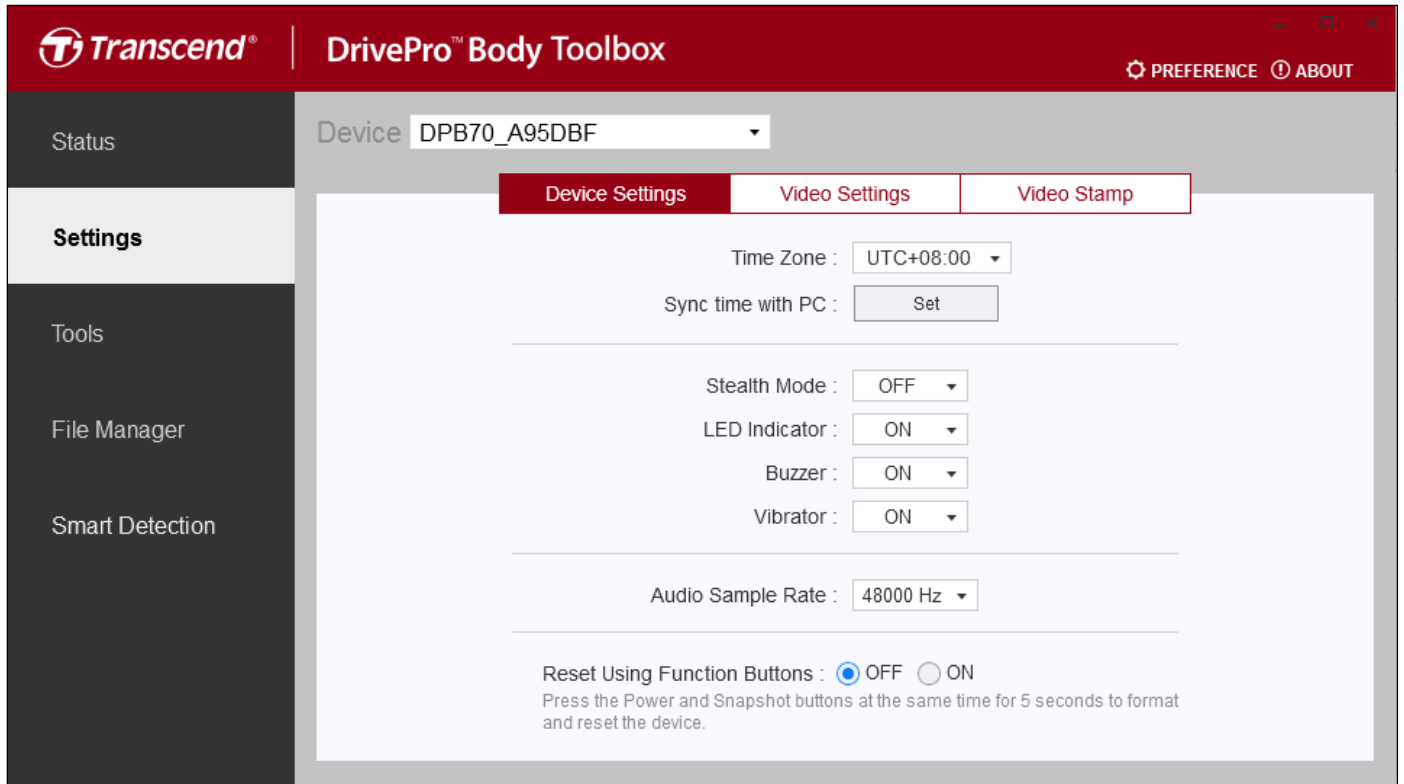 Transcend® DrivePro™ Body Toolbox
PREFERENCE ABOUT
Status
Settings
Tools
File Manager
Smart Detection
Device DPB70_A95DBF
Device Settings Video Settings Video Stamp
Time Zone : UTC+08:00
Sync time with PC : Set
Stealth Mode : OFF
LED Indicator : ON
Buzzer : ON
Vibrator : ON
Audio Sample Rate : 48000 Hz
Reset Using Function Buttons : OFF ON
Press the Power and Snapshot buttons at the same time for 5 seconds to format
and reset the device.